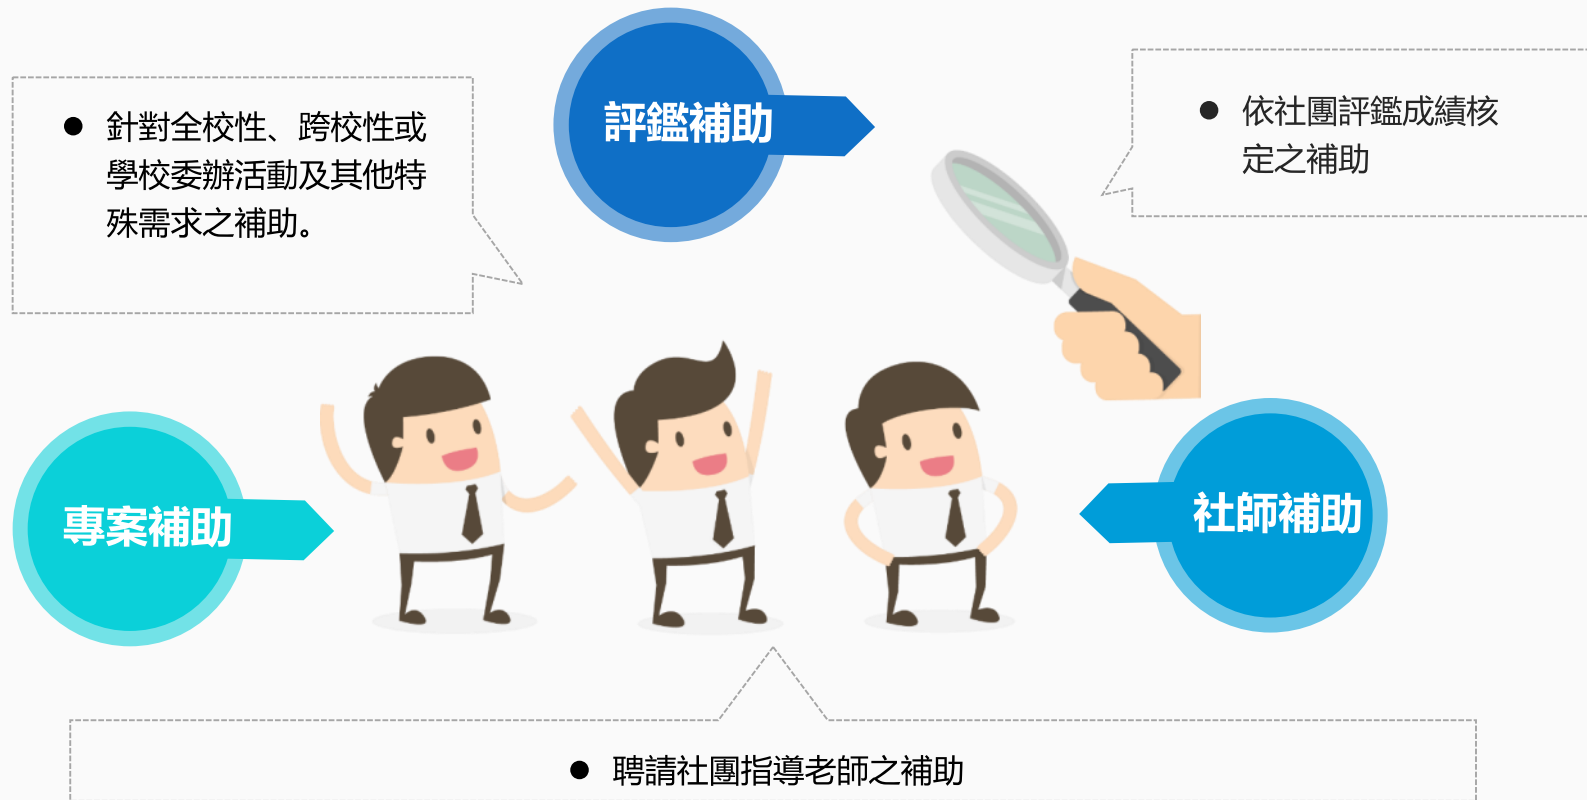 評鑑補助
針對全校性、跨校性或
學校委辦活動及其他特
殊需求之補助。
依社團評鑑成績核
定之補助
專案補助
社師補助
聘請社團指導老師之補助